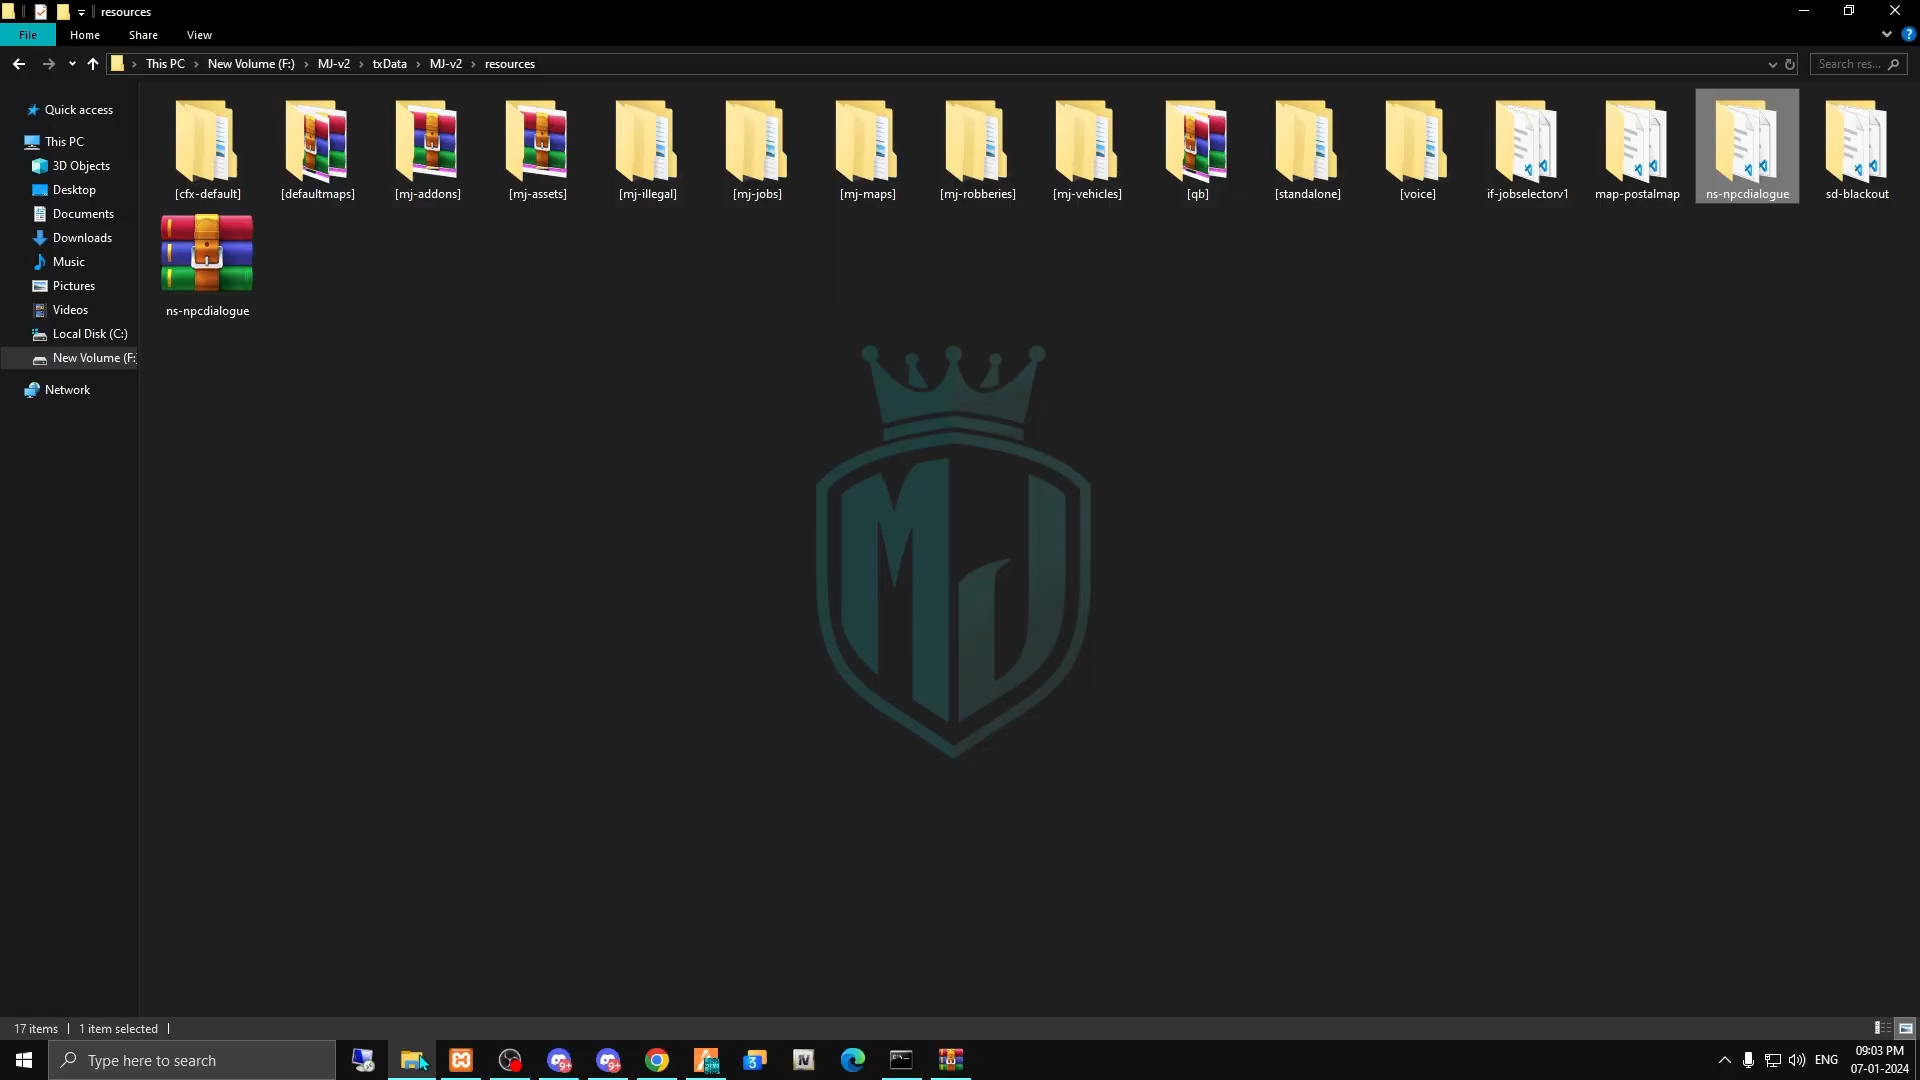 resources
File Home Share View
This PC New Volume (F:) MJ-v2 txData MJ-v2 resources
Search res...
Quick access
This PC
3D Objects
Desktop
Documents
Downloads
Music
Pictures
Videos
Local Disk (C:)
New Volume (F:
Network
[cfx-default] [defaultmaps] [mj-addons] [mj-assets] [mj-illegal] [mj-jobs] [mj-maps] [mj-robberies] [mj-vehicles] [qb] [standalone] [voice] if-jobselectorv1 map-postalmap ns-npcdialogue sd-blackout
ns-npcdialogue
MJ
17 items 1 item selected
Type here to search
9+ 9+ 3 IV
ENG
09:03 PM
07-01-2024